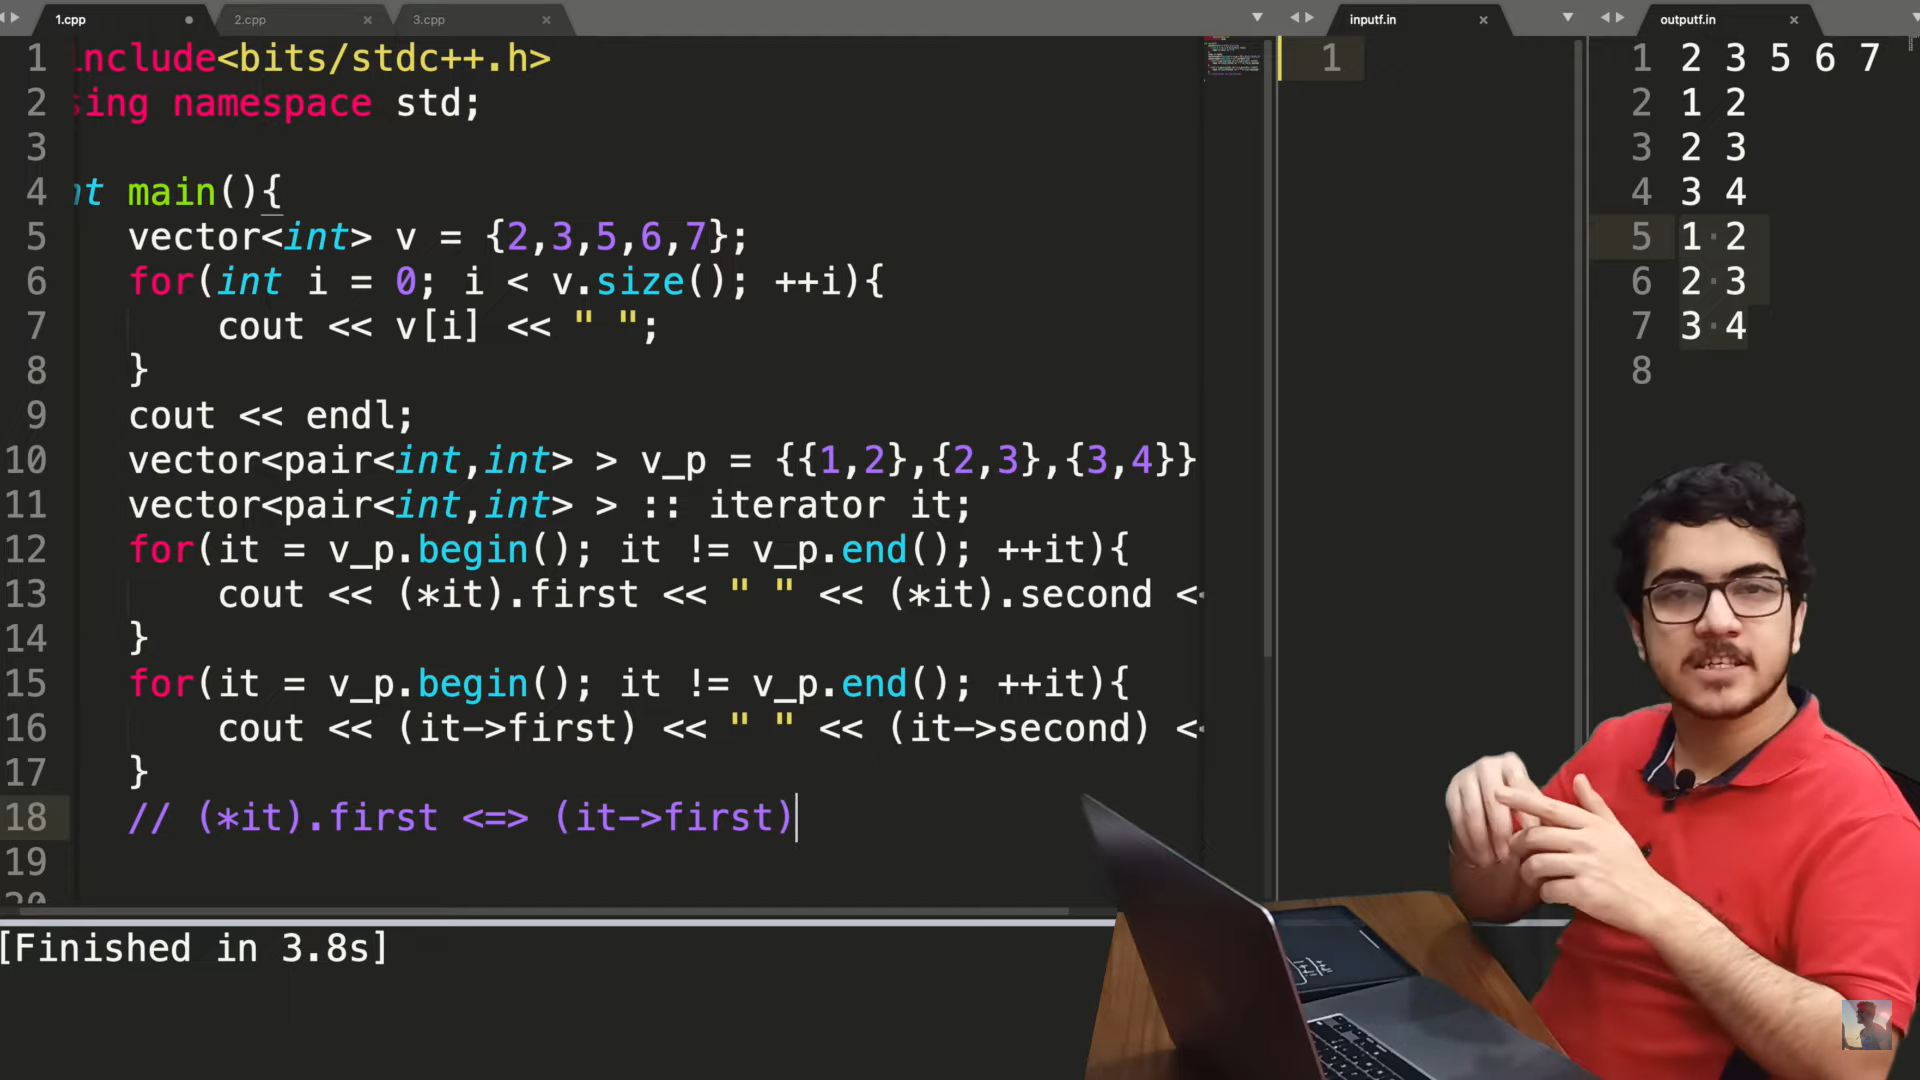 1.cpp
2.cpp
3.cpp
inputf.in
outputf.in
1 nclude<bits/stdc++.h>
2 sing namespace std;
3
4 nt main(){
5 vector<int> v = {2,3,5,6,7};
6 for(int i = 0; i < v.size(); ++i){
7 cout << v[i] << " ";
8 }
9 cout << endl;
10 vector<pair<int,int> > v_p = {{1,2},{2,3},{3,4}}
11 vector<pair<int,int> > :: iterator it;
12 for(it = v_p.begin(); it != v_p.end(); ++it){
13 cout << (*it).first << " " << (*it).second <<
14 }
15 for(it = v_p.begin(); it != v_p.end(); ++it){
16 cout << (it->first) << " " << (it->second) <<
17 }
18 // (*it).first <=> (it->first)
19
20
[Finished in 3.8s]
1
1 2 3 5 6 7
2 1 2
3 2 3
4 3 4
5 1·2
6 2·3
7 3·4
8